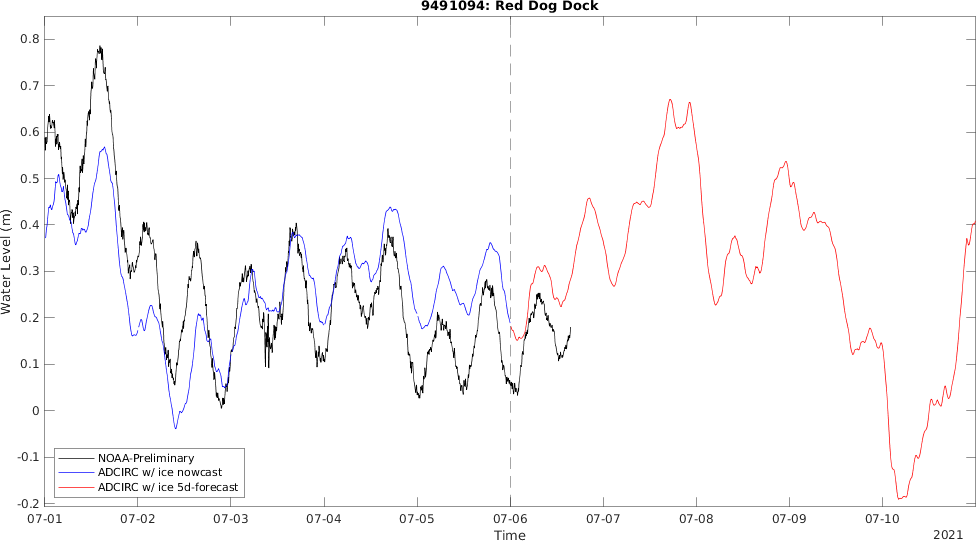 9491094: Red Dog Dock
0.8
0.7
0.6
0.5
0.4
0.3
0.2
0.1
0
-0.1
-0.2
Water Level (m)
NOAA-Preliminary
ADCIRC w/ ice nowcast
ADCIRC w/ ice 5d-forecast
07-01 07-02 07-03 07-04 07-05 07-06 07-07 07-08 07-09 07-10
Time
2021